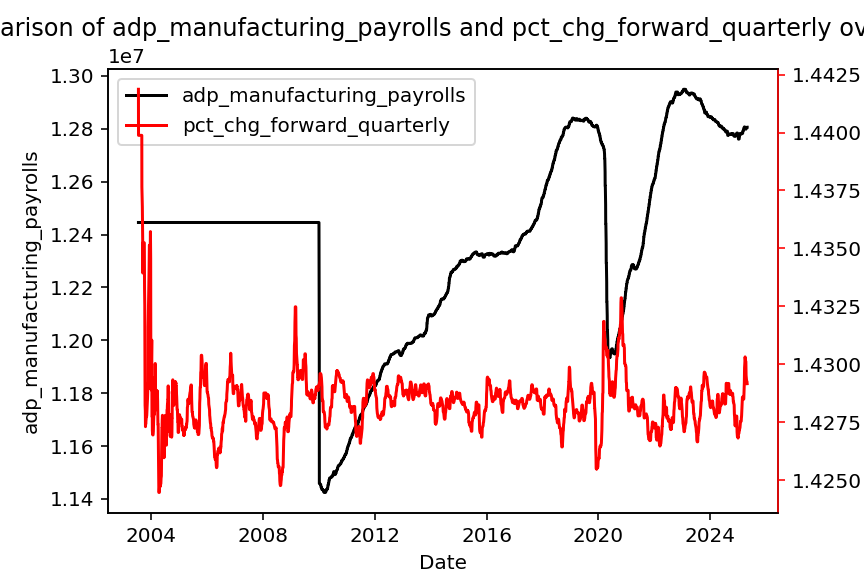 arison of adp_manufacturing_payrolls and pct_chg_forward_quarterly ov
1e7
adp_manufacturing_payrolls
pct_chg_forward_quarterly
1.30
1.28
1.26
1.24
1.22
1.20
1.18
1.16
1.14
adp_manufacturing_payrolls
1.4425
1.4400
1.4375
1.4350
1.4325
1.4300
1.4275
1.4250
2004 2008 2012 2016 2020 2024
Date